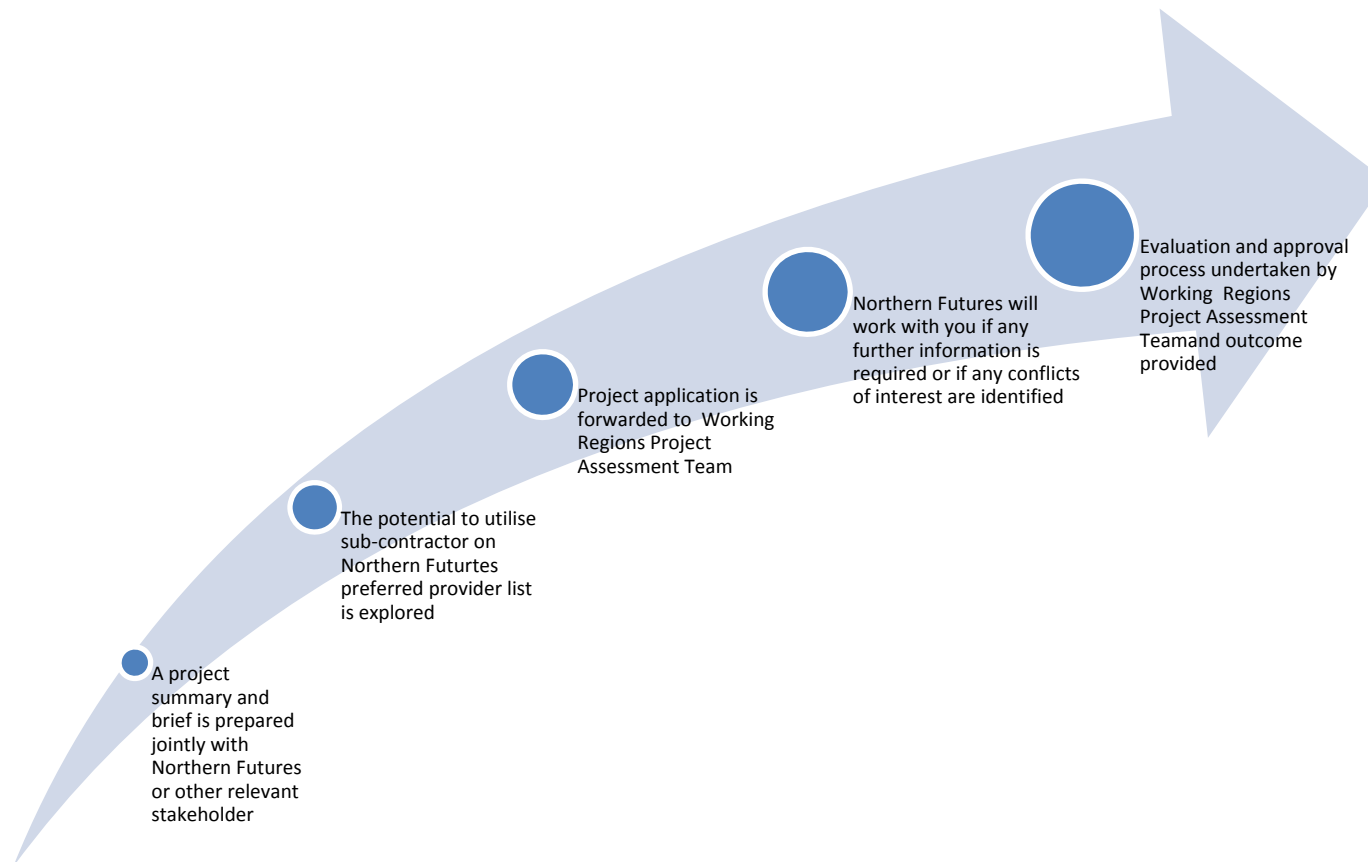 A project
summary and
brief is prepared
jointly with
Northern Futures
or other relevant
stakeholder
The potential to utilise
sub-contractor on
Northern Futurtes
preferred provider list
is explored
Project application is
forwarded to  Working
Regions Project
Assessment Team
Northern Futures will
work with you if any
further information is
required or if any conflicts
of interest are identified
Evaluation and approval
process undertaken by
Working  Regions
Project Assessment
Teamand outcome
provided